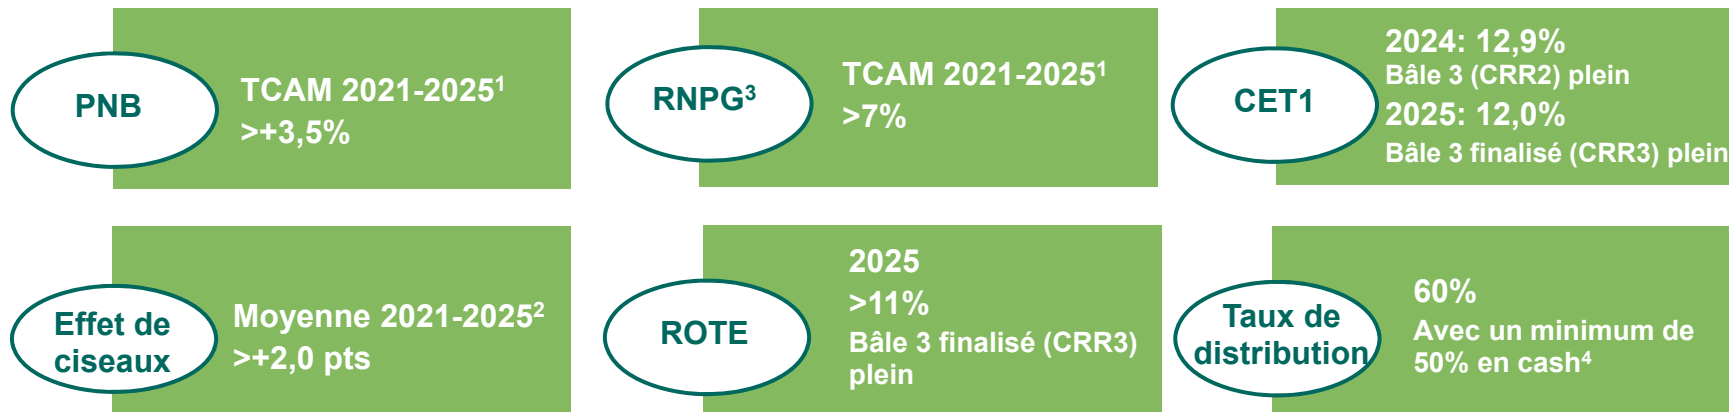 PNB
TCAM 2021-2025¹
>+3,5%
RNPG³
TCAM 2021-2025¹
>7%
CET1
2024: 12,9%
Bâle 3 (CRR2) plein
2025: 12,0%
Bâle 3 finalisé (CRR3) plein
Effet de
ciseaux
Moyenne 2021-2025²
>+2,0 pts
ROTE
2025
>11%
Bâle 3 finalisé (CRR3)
plein
Taux de
distribution
60%
Avec un minimum de
50% en cash⁴